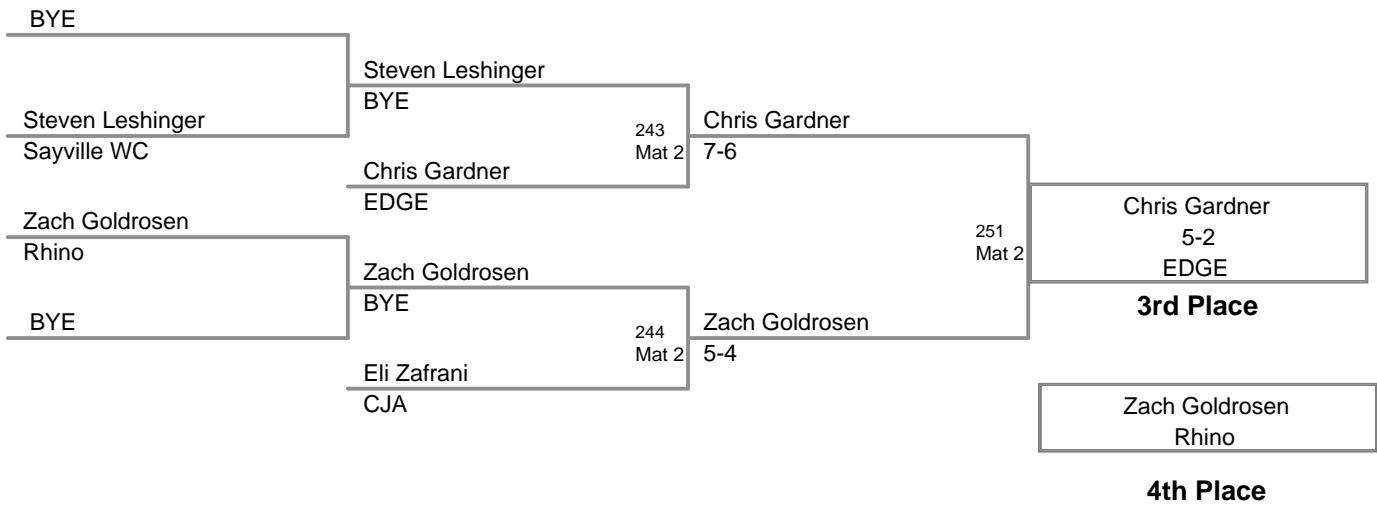 BYE
Steven Leshinger
Sayville WC
Zach Goldrosen
Rhino
BYE
Steven Leshinger
BYE
Chris Gardner
EDGE
243
Mat 2
Zach Goldrosen
BYE
Eli Zafrani
CJA
244
Mat 2
Chris Gardner
7-6
Zach Goldrosen
5-4
251
Mat 2
Chris Gardner
5-2
EDGE
3rd Place
Zach Goldrosen
Rhino
4th Place